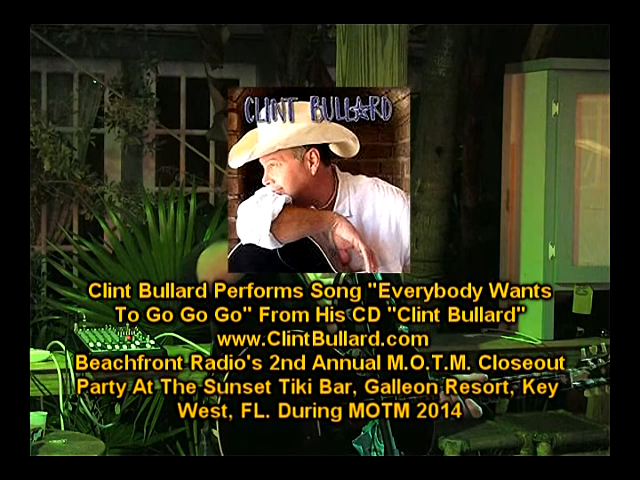 CLINT BULLARD
Clint Bullard Performs Song "Everybody Wants
To Go Go Go" From His CD "Clint Bullard"
www.ClintBullard.com
Beachfront Radio's 2nd Annual M.O.T.M. Closeout
Party At The Sunset Tiki Bar, Galleon Resort, Key
West, FL. During MOTM 2014